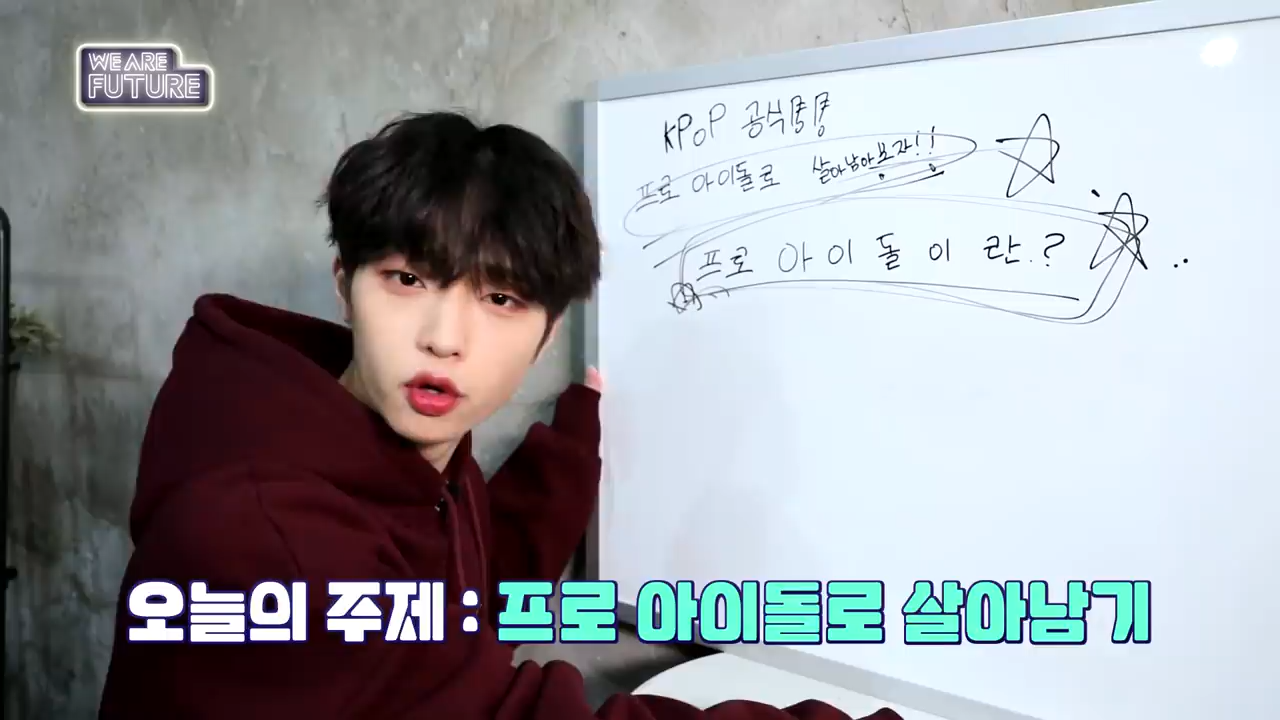 WE ARE
FUTURE
KPOP 공식
프로 아이돌로 살아남아보자!!
프로 아이돌이란.?
오늘의 주제 : 프로 아이돌로 살아남기